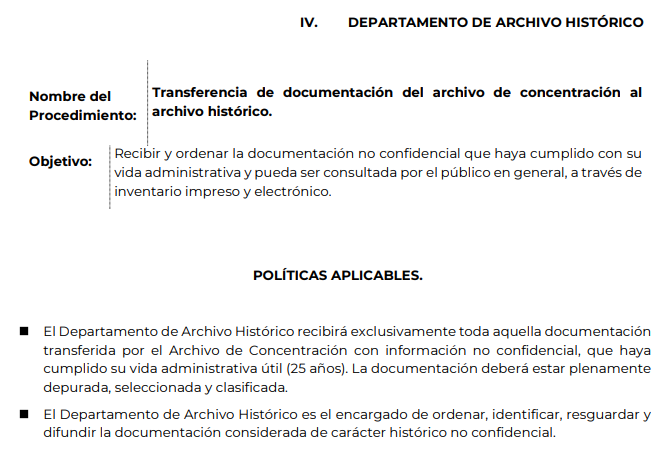 IV. DEPARTAMENTO DE ARCHIVO HISTÓRICO
Nombre del Procedimiento:
Transferencia de documentación del archivo de concentración al
archivo histórico.
Objetivo:
Recibir y ordenar la documentación no confidencial que haya cumplido con su
vida administrativa y pueda ser consultada por el público en general, a través de
inventario impreso y electrónico.
POLÍTICAS APLICABLES.
■ El Departamento de Archivo Histórico recibirá exclusivamente toda aquella documentación
transferida por el Archivo de Concentración con información no confidencial, que haya
cumplido su vida administrativa útil (25 años). La documentación deberá estar plenamente
depurada, seleccionada y clasificada.
■ El Departamento de Archivo Histórico es el encargado de ordenar, identificar, resguardar y
difundir la documentación considerada de carácter histórico no confidencial.